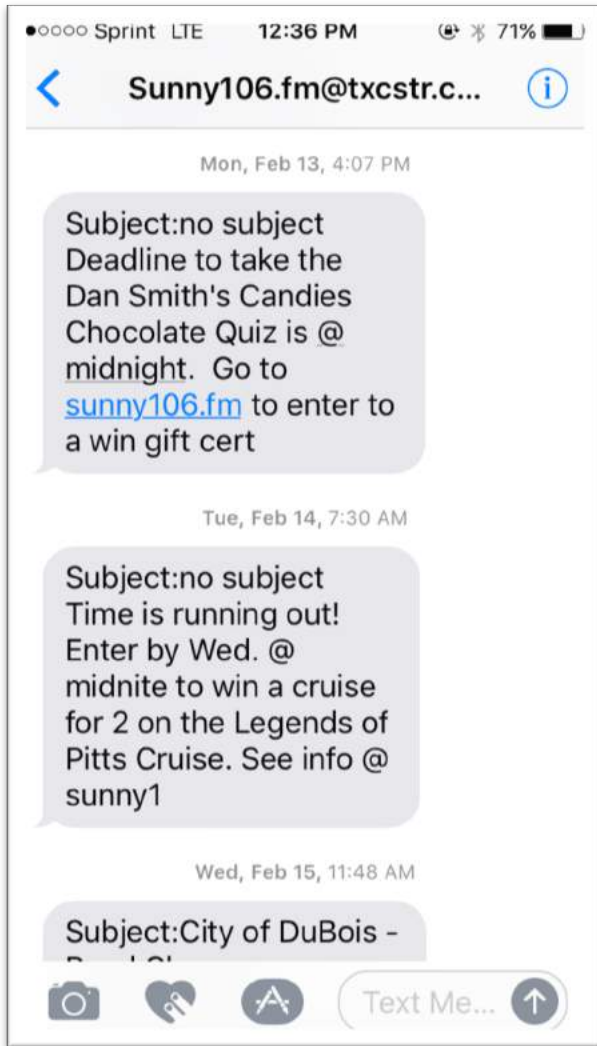 Sprint LTE 12:36 PM 71%
Sunny106.fm@txcstr.c...
Mon, Feb 13, 4:07 PM
Subject:no subject
Deadline to take the
Dan Smith's Candies
Chocolate Quiz is @
midnight. Go to
sunny106.fm to enter to
a win gift cert
Tue, Feb 14, 7:30 AM
Subject:no subject
Time is running out!
Enter by Wed. @
midnite to win a cruise
for 2 on the Legends of
Pitts Cruise. See info @
sunny1
Wed, Feb 15, 11:48 AM
Subject:City of DuBois -
Text Me...